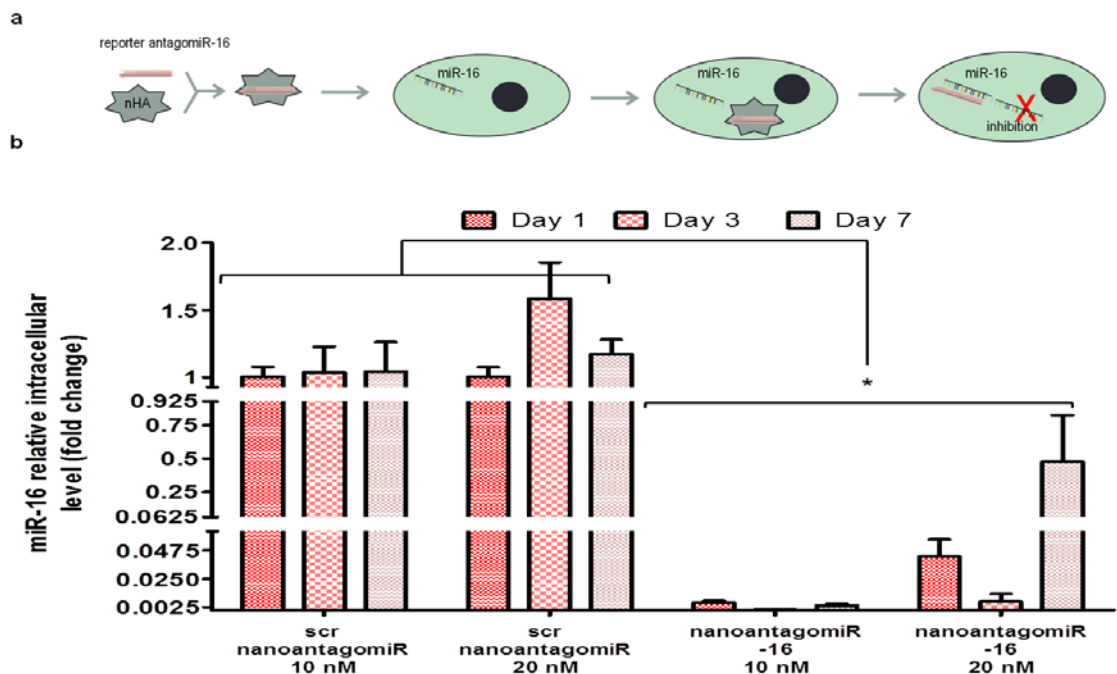 a
reporter antagomiR-16
nHA
miR-16
miR-16
miR-16
inhibition
b
Day 1 Day 3 Day 7
miR-16 relative intracellular
level (fold change)
2.0
1.5
1
0.925
0.75
0.5
0.25
0.0625
0.0475
0.0250
0.0025
*
scr
nanoantagomiR
10 nM
scr
nanoantagomiR
20 nM
nanoantagomiR
-16
10 nM
nanoantagomiR
-16
20 nM